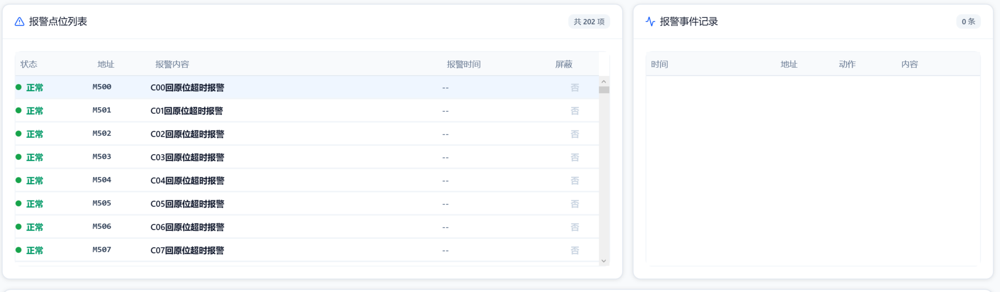 报警点位列表 共 202 项
状态 地址 报警内容 报警时间 屏蔽
正常 M500 C00回原位超时报警 -- 否
正常 M501 C01回原位超时报警 -- 否
正常 M502 C02回原位超时报警 -- 否
正常 M503 C03回原位超时报警 -- 否
正常 M504 C04回原位超时报警 -- 否
正常 M505 C05回原位超时报警 -- 否
正常 M506 C06回原位超时报警 -- 否
正常 M507 C07回原位超时报警 -- 否
报警事件记录 0 条
时间 地址 动作 内容